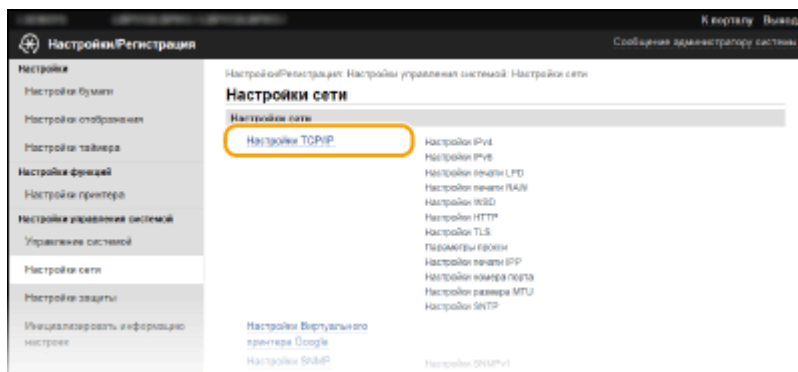 К порталу Выход
Настройки/Регистрация
Сообщение администратору системы
Настройки
Настройки бумаги
Настройки отображения
Настройки таймера
Настройки функций
Настройки принтера
Настройки управления системой
Управление системой
Настройки сети
Настройки защиты
Инициализировать информацию
настроек
Настройки/Регистрация: Настройки управления системой: Настройки сети
Настройки сети
Настройки сети
Настройки TCP/IP
Настройки IPv4
Настройки IPv6
Настройки печати LPD
Настройки печати RAW
Настройки WSD
Настройки HTTP
Настройки TLS
Параметры прокси
Настройки печати IPP
Настройки номера порта
Настройки размера MTU
Настройки SNTP
Настройки Виртуального
принтера Google
Настройки SNMP
Настройки SNMPv1